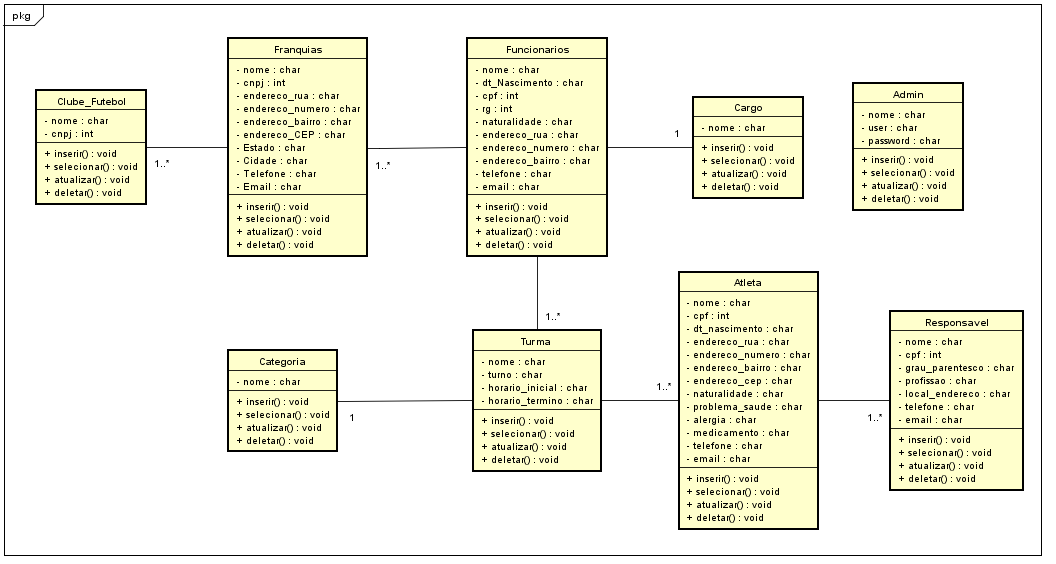 pkg
Clube_Futebol
- nome : char
- cnpj : int
+ inserir() : void
+ selecionar() : void
+ atualizar() : void
+ deletar() : void
1..*
Franquias
- nome : char
- cnpj : int
- endereco_rua : char
- endereco_numero : char
- endereco_bairro : char
- endereco_CEP : char
- Estado : char
- Cidade : char
- Telefone : char
- Email : char
+ inserir() : void
+ selecionar() : void
+ atualizar() : void
+ deletar() : void
1..*
Funcionarios
- nome : char
- dt_Nascimento : char
- cpf : int
- rg : int
- naturalidade : char
- endereco_rua : char
- endereco_numero : char
- endereco_bairro : char
- telefone : char
- email : char
+ inserir() : void
+ selecionar() : void
+ atualizar() : void
+ deletar() : void
1
Cargo
- nome : char
+ inserir() : void
+ selecionar() : void
+ atualizar() : void
+ deletar() : void
Admin
- nome : char
- user : char
- password : char
+ inserir() : void
+ selecionar() : void
+ atualizar() : void
+ deletar() : void
1..*
Categoria
- nome : char
+ inserir() : void
+ selecionar() : void
+ atualizar() : void
+ deletar() : void
1
Turma
- nome : char
- turno : char
- horario_inicial : char
- horario_termino : char
+ inserir() : void
+ selecionar() : void
+ atualizar() : void
+ deletar() : void
1..*
Atleta
- nome : char
- cpf : int
- dt_nascimento : char
- endereco_rua : char
- endereco_numero : char
- endereco_bairro : char
- endereco_cep : char
- naturalidade : char
- problema_saude : char
- alergia : char
- medicamento : char
- telefone : char
- email : char
+ inserir() : void
+ selecionar() : void
+ atualizar() : void
+ deletar() : void
1..*
Responsavel
- nome : char
- cpf : int
- grau_parentesco : char
- profissao : char
- local_endereco : char
- telefone : char
- email : char
+ inserir() : void
+ selecionar() : void
+ atualizar() : void
+ deletar() : void